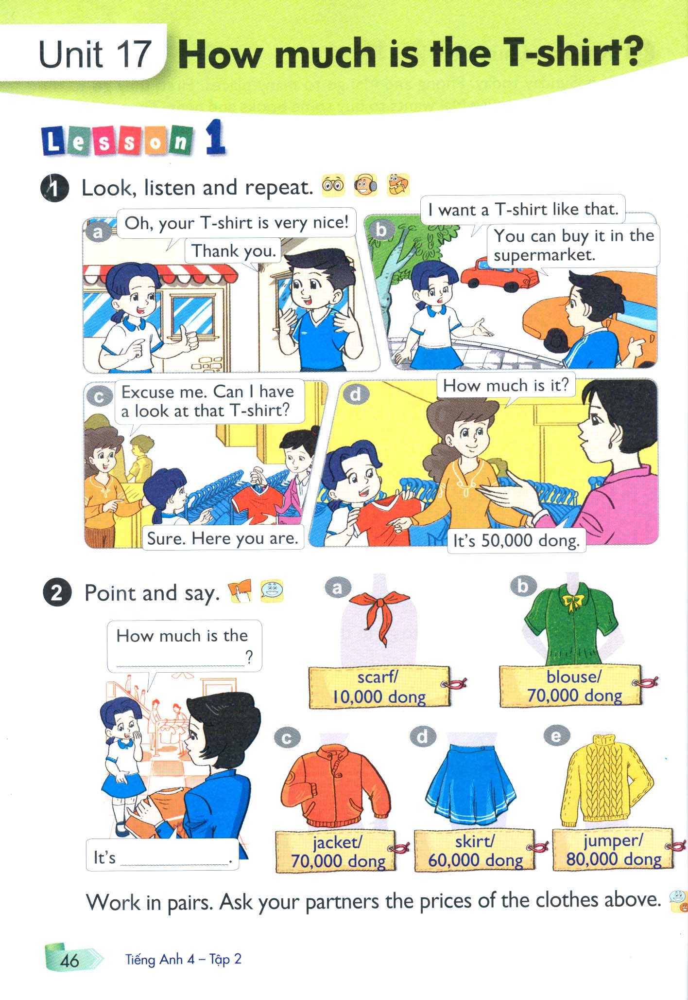 Unit 17
How much is the T-shirt?
Lesson 1
1 Look, listen and repeat.
a
Oh, your T-shirt is very nice!
Thank you.
b
I want a T-shirt like that.
You can buy it in the
supermarket.
c
Excuse me. Can I have
a look at that T-shirt?
Sure. Here you are.
d
How much is it?
It's 50,000 dong.
2 Point and say.
How much is the
____________________?
It's _________________.
a
scarf/
10,000 dong
b
blouse/
70,000 dong
c
jacket/
70,000 dong
d
skirt/
60,000 dong
e
jumper/
80,000 dong
Work in pairs. Ask your partners the prices of the clothes above.
46
Tiếng Anh 4 – Tập 2